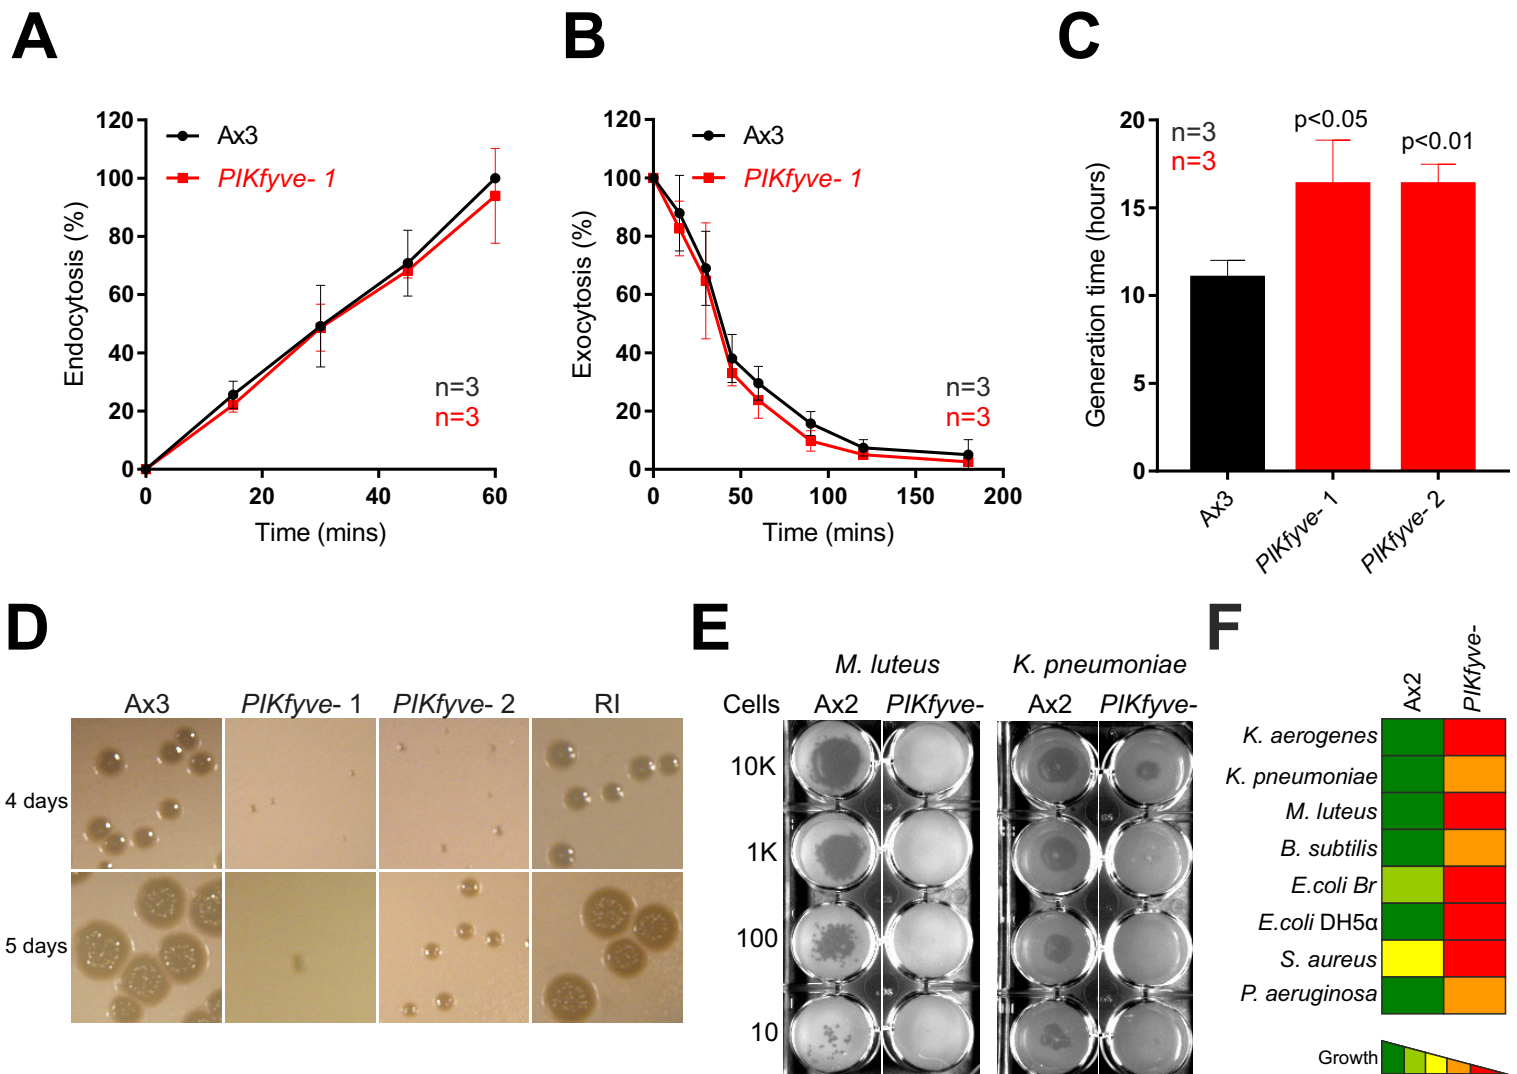 A
B
C
120
100
80
60
40
20
0
Endocytosis (%)
Ax3
PIKfyve- 1
n=3
n=3
0
20
40
60
Time (mins)
120
100
80
60
40
20
0
Exocytosis (%)
Ax3
PIKfyve- 1
n=3
n=3
0
50
100
150
200
Time (mins)
20
15
10
5
0
Generation time (hours)
n=3
n=3
p<0.05
p<0.01
Ax3
PIKfyve- 1
PIKfyve- 2
D
E
F
Ax3
PIKfyve- 1
PIKfyve- 2
RI
4 days
5 days
M. luteus
K. pneumoniae
Cells
Ax2
PIKfyve-
Ax2
PIKfyve-
10K
1K
100
10
Ax2
PIKfyve-
K. aerogenes
K. pneumoniae
M. luteus
B. subtilis
E.coli Br
E.coli DH5α
S. aureus
P. aeruginosa
Growth